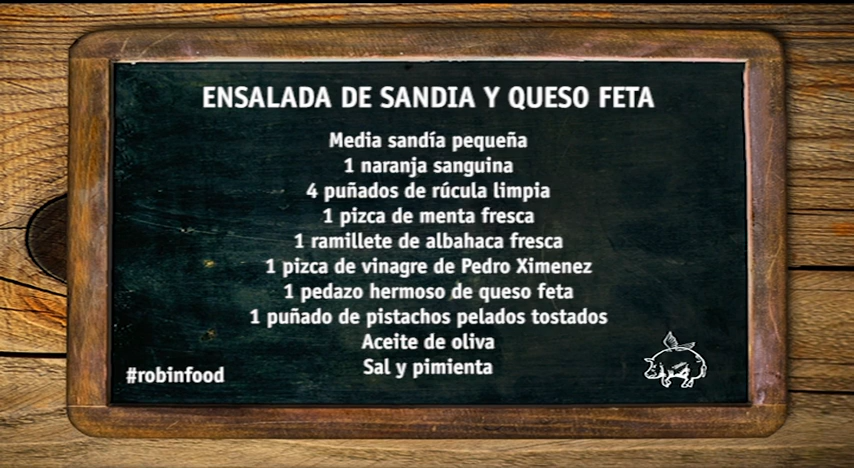 ENSALADA DE SANDIA Y QUESO FETA
Media sandía pequeña
1 naranja sanguina
4 puñados de rúcula limpia
1 pizca de menta fresca
1 ramillete de albahaca fresca
1 pizca de vinagre de Pedro Ximenez
1 pedazo hermoso de queso feta
1 puñado de pistachos pelados tostados
Aceite de oliva
Sal y pimienta
#robinfood